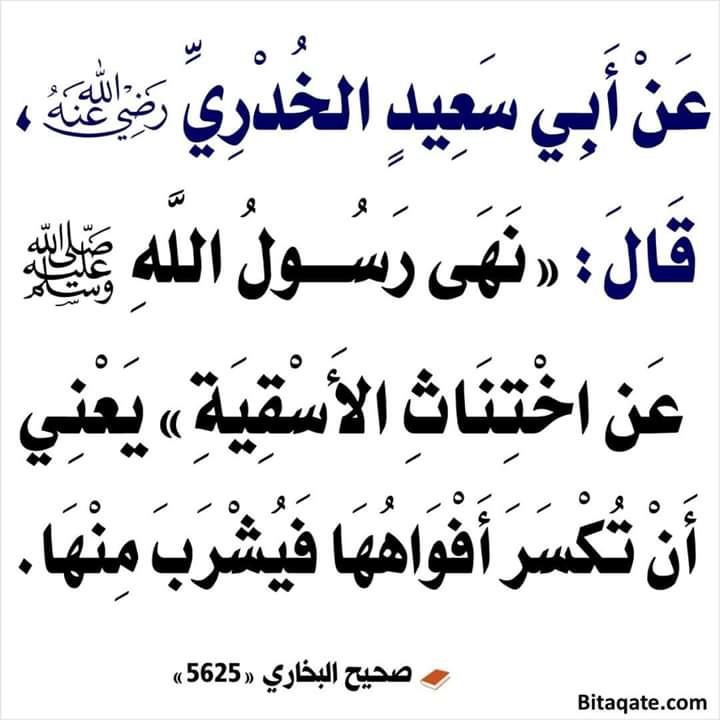 عَنْ أَبِي سَعِيدٍ الخُدْرِيِّ رَضِيَ اللهُ عَنْهُ ،
قَالَ : « نَهَى رَسُولُ اللَّهِ صَلَّى اللهُ عَلَيْهِ وَسَلَّمَ
عَن اخْتِنَاثِ الأَسْقِيَةِ » يَعْنِي
أَنْ تُكْسَرَ أَفْوَاهُهَا فَيُشْرَبَ مِنْهَا .
صحيح البخاري «5625»
Bitaqate.com